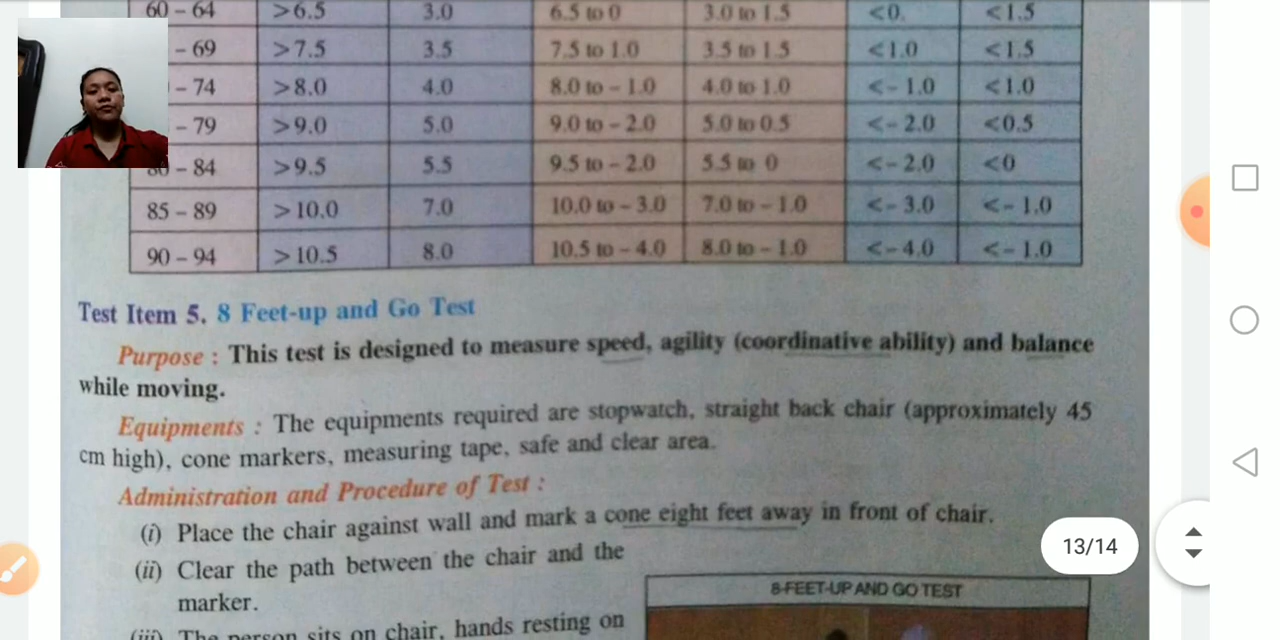 60 – 64 >6.5 3.0 6.5 to 0 3.0 to 1.5 <0. <1.5
– 69 >7.5 3.5 7.5 to 1.0 3.5 to 1.5 <1.0 <1.5
– 74 >8.0 4.0 8.0 to – 1.0 4.0 to 1.0 <– 1.0 <1.0
– 79 >9.0 5.0 9.0 to – 2.0 5.0 to 0.5 <– 2.0 <0.5
80 – 84 >9.5 5.5 9.5 to – 2.0 5.5 to 0 <– 2.0 <0
85 – 89 >10.0 7.0 10.0 to – 3.0 7.0 to – 1.0 <– 3.0 <– 1.0
90 – 94 >10.5 8.0 10.5 to – 4.0 8.0 to – 1.0 <– 4.0 <– 1.0
Test Item 5. 8 Feet-up and Go Test
Purpose : This test is designed to measure speed, agility (coordinative ability) and balance
while moving.
Equipments : The equipments required are stopwatch, straight back chair (approximately 45
cm high), cone markers, measuring tape, safe and clear area.
Administration and Procedure of Test :
(i) Place the chair against wall and mark a cone eight feet away in front of chair.
(ii) Clear the path between the chair and the
marker.
(iii) The person sits on chair, hands resting on
8-FEET-UP AND GO TEST
13/14